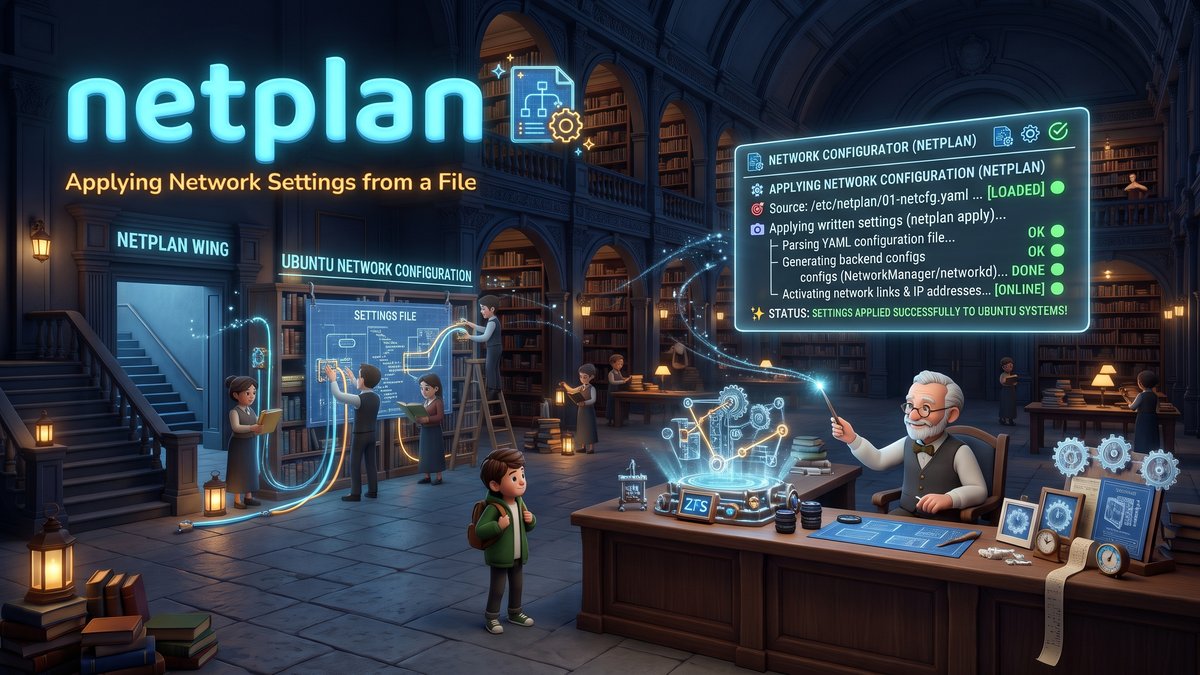 netplan
Applying Network Settings from a File
NETPLAN WING
UBUNTU NETWORK CONFIGURATION
SETTINGS FILE
NETWORK CONFIGURATOR (NETPLAN)
APPLYING NETWORK CONFIGURATION (NETPLAN)
Source: /etc/netplan/01-netcfg.yaml ... [LOADED]
Applying written settings (netplan apply)...
Parsing YAML configuration file... OK
Generating backend configs OK
configs (NetworkManager/networkd)... DONE
Activating network links & IP addresses... [ONLINE]
STATUS: SETTINGS APPLIED SUCCESSFULLY TO UBUNTU SYSTEMS!
ZFS